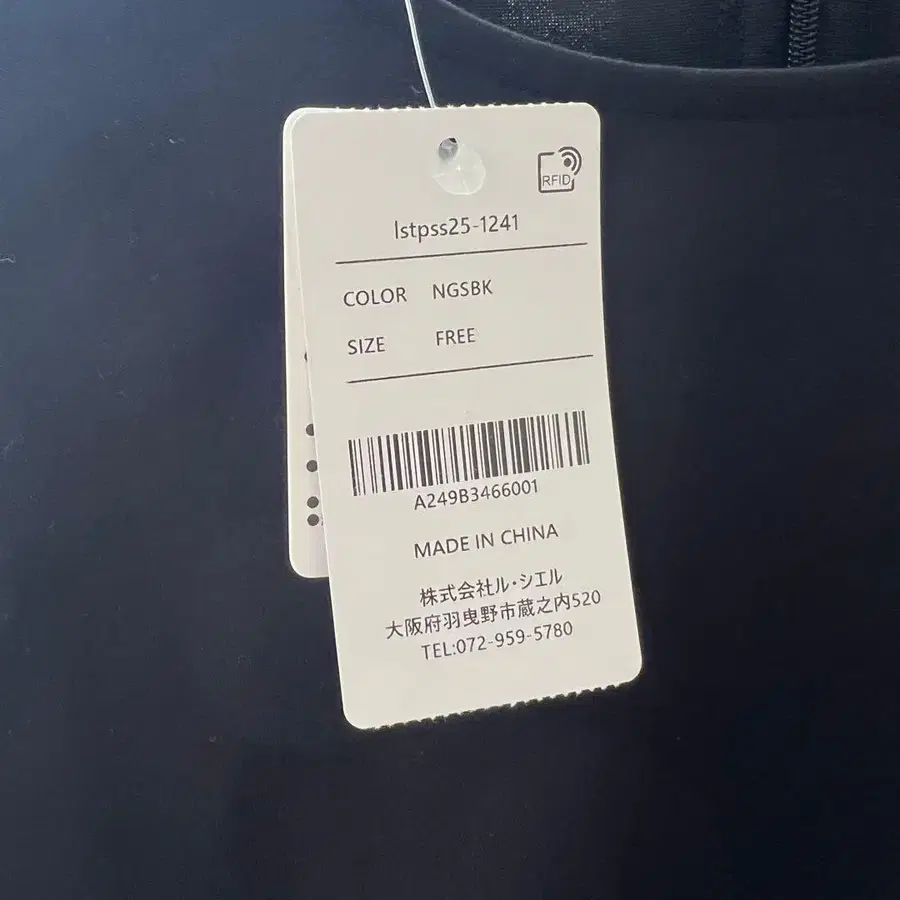 RFID
lstpss25-1241
COLOR NGSBK
SIZE FREE
A249B3466001
MADE IN CHINA
株式会社ル・シエル
大阪府羽曳野市蔵之内520
TEL:072-959-5780